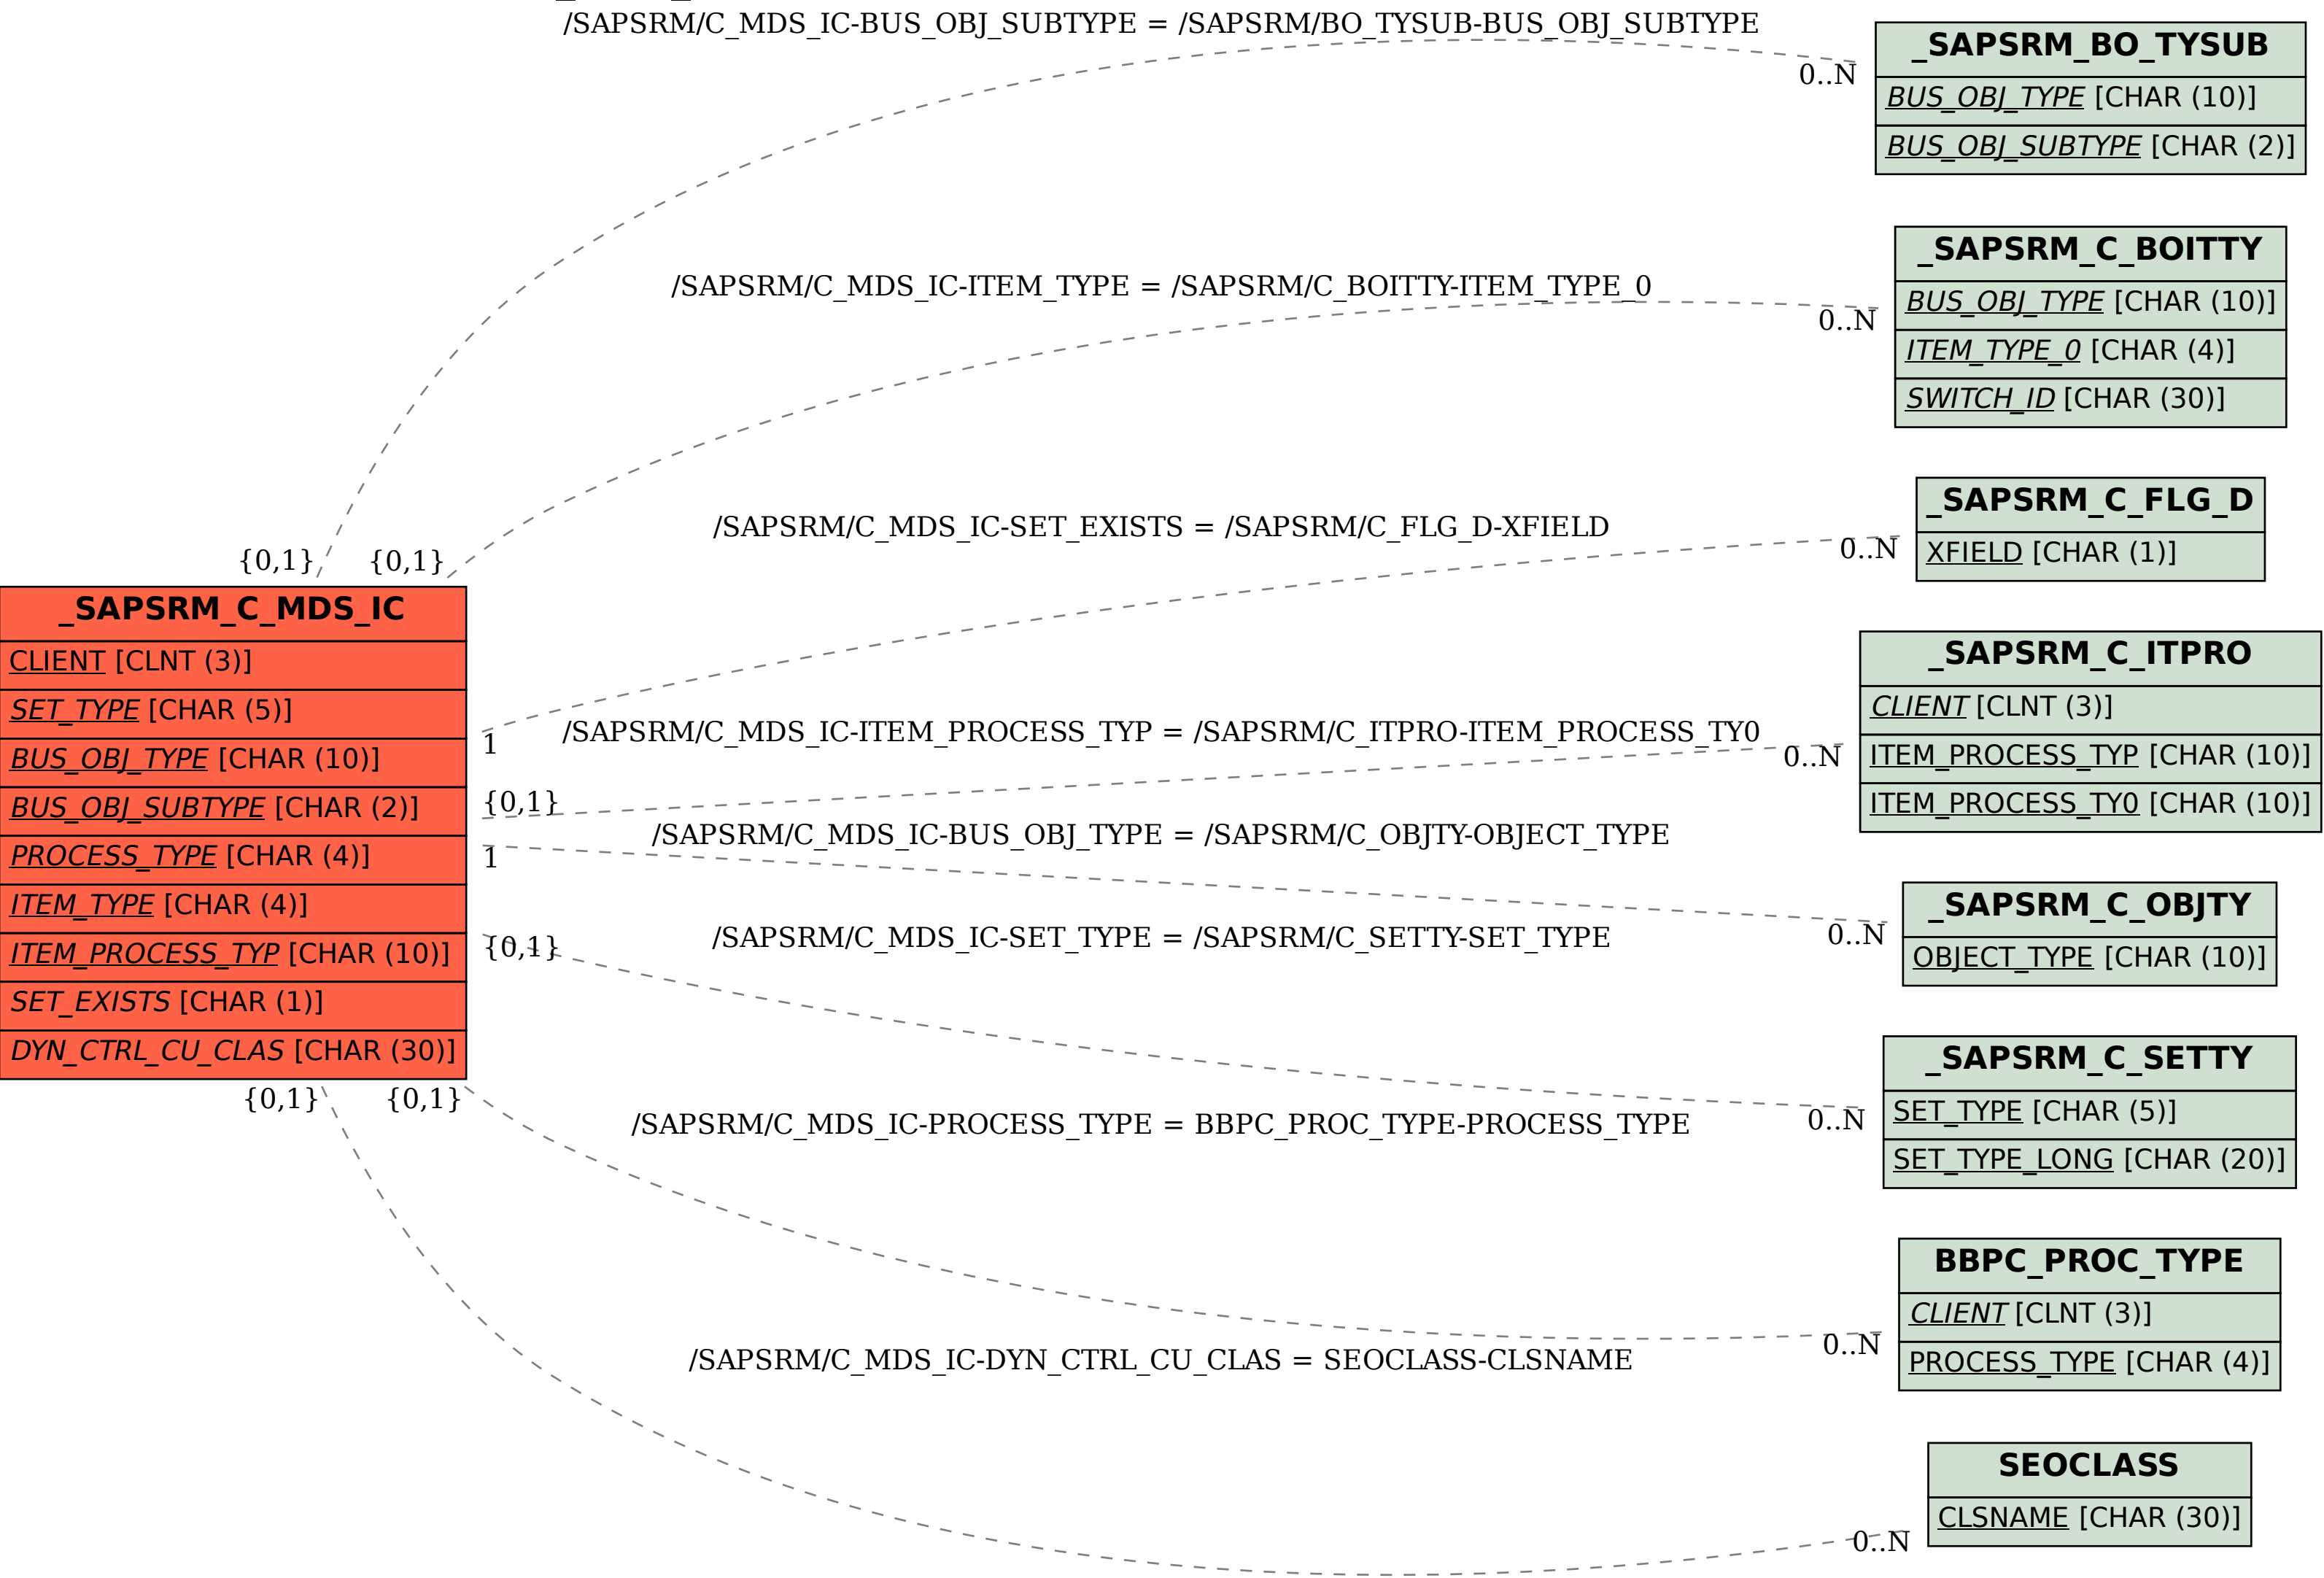 /SAPSRM/C_MDS_IC-BUS_OBJ_SUBTYPE = /SAPSRM/BO_TYSUB-BUS_OBJ_SUBTYPE
0..N
_SAPSRM_BO_TYSUB
BUS_OBJ_TYPE [CHAR (10)]
BUS_OBJ_SUBTYPE [CHAR (2)]
/SAPSRM/C_MDS_IC-ITEM_TYPE = /SAPSRM/C_BOITTY-ITEM_TYPE_0
0..N
_SAPSRM_C_BOITTY
BUS_OBJ_TYPE [CHAR (10)]
ITEM_TYPE_0 [CHAR (4)]
SWITCH_ID [CHAR (30)]
/SAPSRM/C_MDS_IC-SET_EXISTS = /SAPSRM/C_FLG_D-XFIELD
0..N
_SAPSRM_C_FLG_D
XFIELD [CHAR (1)]
{0,1}
{0,1}
_SAPSRM_C_MDS_IC
CLIENT [CLNT (3)]
SET_TYPE [CHAR (5)]
BUS_OBJ_TYPE [CHAR (10)]
BUS_OBJ_SUBTYPE [CHAR (2)]
PROCESS_TYPE [CHAR (4)]
ITEM_TYPE [CHAR (4)]
ITEM_PROCESS_TYP [CHAR (10)]
SET_EXISTS [CHAR (1)]
DYN_CTRL_CU_CLAS [CHAR (30)]
1
{0,1}
1
{0,1}
{0,1}
{0,1}
/SAPSRM/C_MDS_IC-ITEM_PROCESS_TYP = /SAPSRM/C_ITPRO-ITEM_PROCESS_TY0
0..N
_SAPSRM_C_ITPRO
CLIENT [CLNT (3)]
ITEM_PROCESS_TYP [CHAR (10)]
ITEM_PROCESS_TY0 [CHAR (10)]
/SAPSRM/C_MDS_IC-BUS_OBJ_TYPE = /SAPSRM/C_OBJTY-OBJECT_TYPE
0..N
_SAPSRM_C_OBJTY
OBJECT_TYPE [CHAR (10)]
/SAPSRM/C_MDS_IC-SET_TYPE = /SAPSRM/C_SETTY-SET_TYPE
0..N
_SAPSRM_C_SETTY
SET_TYPE [CHAR (5)]
SET_TYPE_LONG [CHAR (20)]
/SAPSRM/C_MDS_IC-PROCESS_TYPE = BBPC_PROC_TYPE-PROCESS_TYPE
0..N
BBPC_PROC_TYPE
CLIENT [CLNT (3)]
PROCESS_TYPE [CHAR (4)]
/SAPSRM/C_MDS_IC-DYN_CTRL_CU_CLAS = SEOCLASS-CLSNAME
0..N
SEOCLASS
CLSNAME [CHAR (30)]